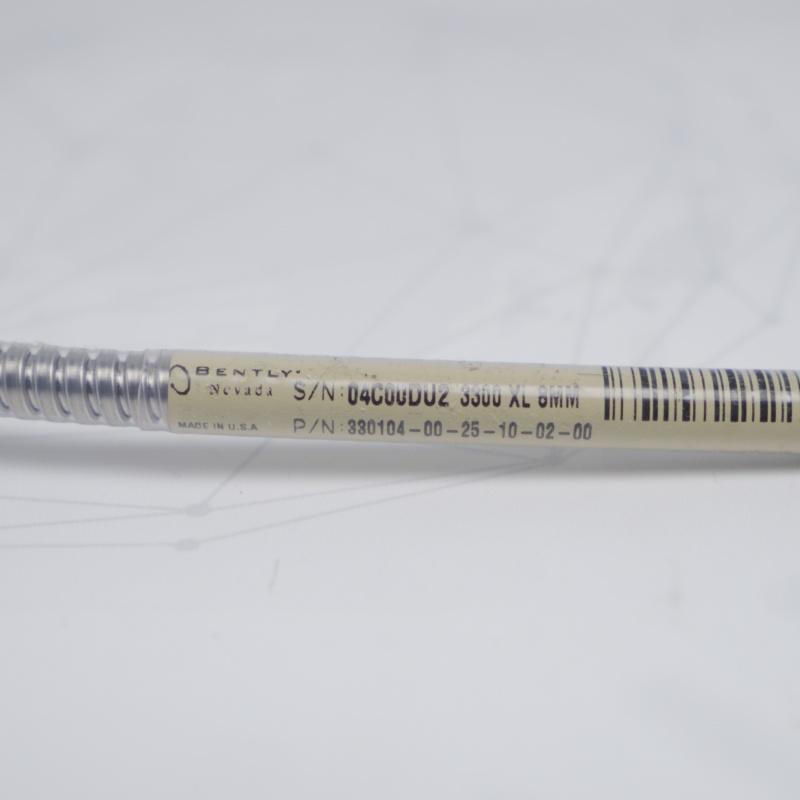 BENTLY
Nevada
MADE IN U.S.A
S/N: 04C00DU2 3300 XL 8MM
P/N: 330104-00-25-10-02-00